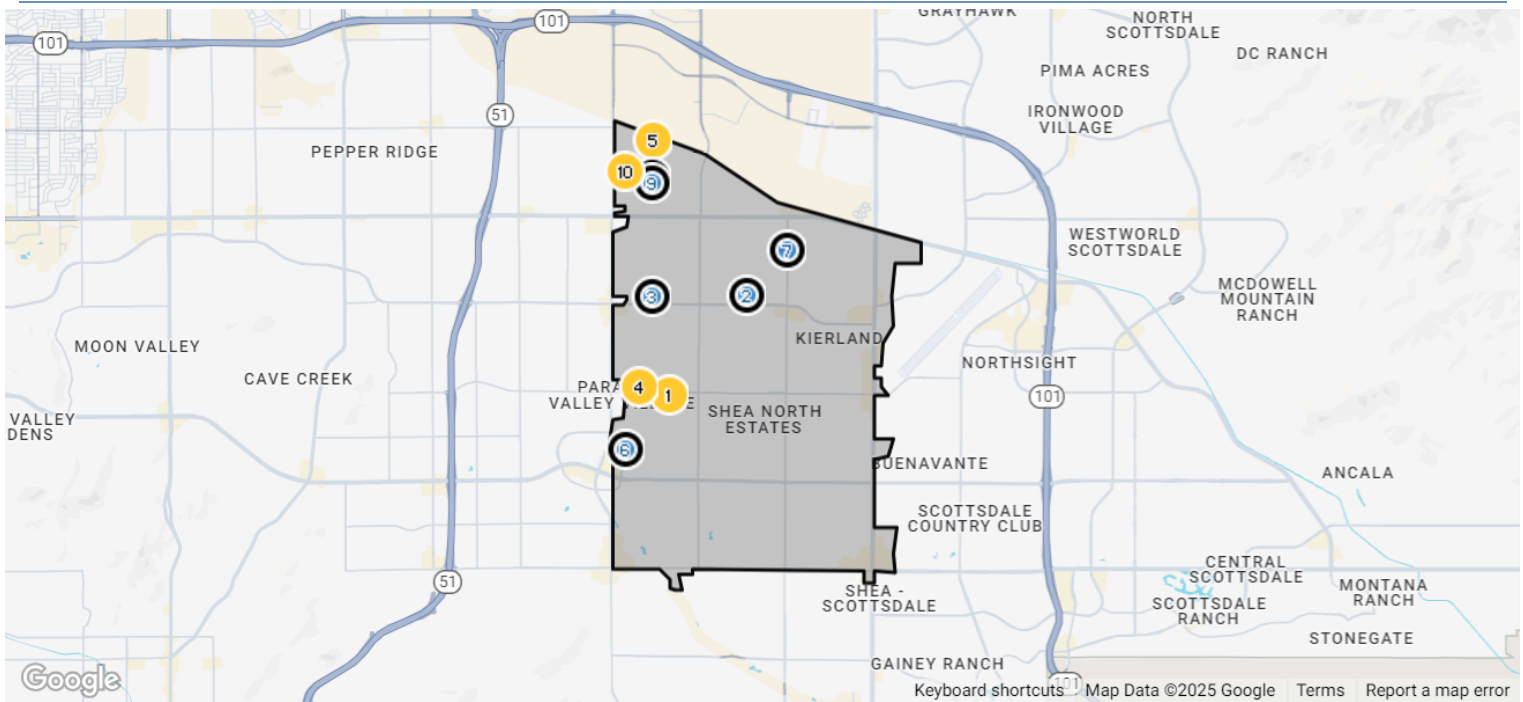 GRAYHAWK
NORTH
SCOTTSDALE
101
101
DC RANCH
PIMA ACRES
51
IRONWOOD
VILLAGE
PEPPER RIDGE
5
10
9
WESTWORLD
SCOTTSDALE
7
MCDOWELL
MOUNTAIN
RANCH
3
2
KIERLAND
MOON VALLEY
NORTHSIGHT
CAVE CREEK
4
1
101
VALLEY
DENS
SHEA NORTH
ESTATES
6
BUENAVANTE
ANCALA
SCOTTSDALE
COUNTRY CLUB
CENTRAL
SCOTTSDALE
51
MONTANA
RANCH
SHEA -
SCOTTSDALE
SCOTTSDALE
RANCH
STONEGATE
GAINEY RANCH
Google
101
Keyboard shortcuts Map Data ©2025 Google Terms Report a map error